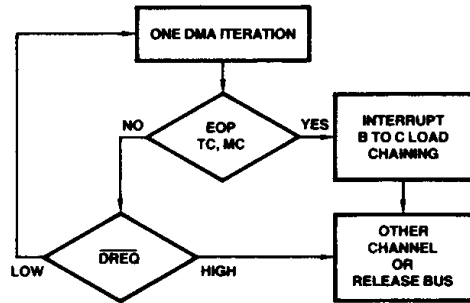 ONE DMA ITERATION
NO
EOP
TC, MC
YES
INTERRUPT
B TO C LOAD
CHAINING
LOW
DREQ
HIGH
OTHER
CHANNEL
OR
RELEASE BUS